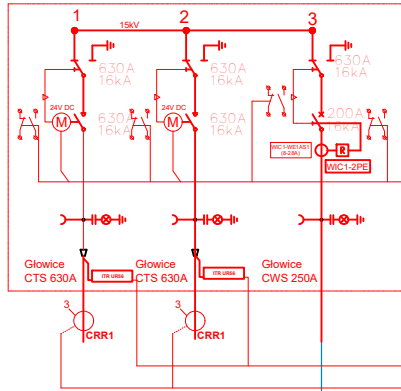 1
2
3
15kV
630A
16kA
630A
16kA
630A
16kA
24V DC
M
630A
16kA
24V DC
M
630A
16kA
200A
16kA
WIC1-WE1AS1
(8-28A)
R
WIC1-2PE
Głowice
CTS 630A
ITR UR56
Głowice
CTS 630A
ITR UR56
Głowice
CWS 250A
3
CRR1
3
CRR1